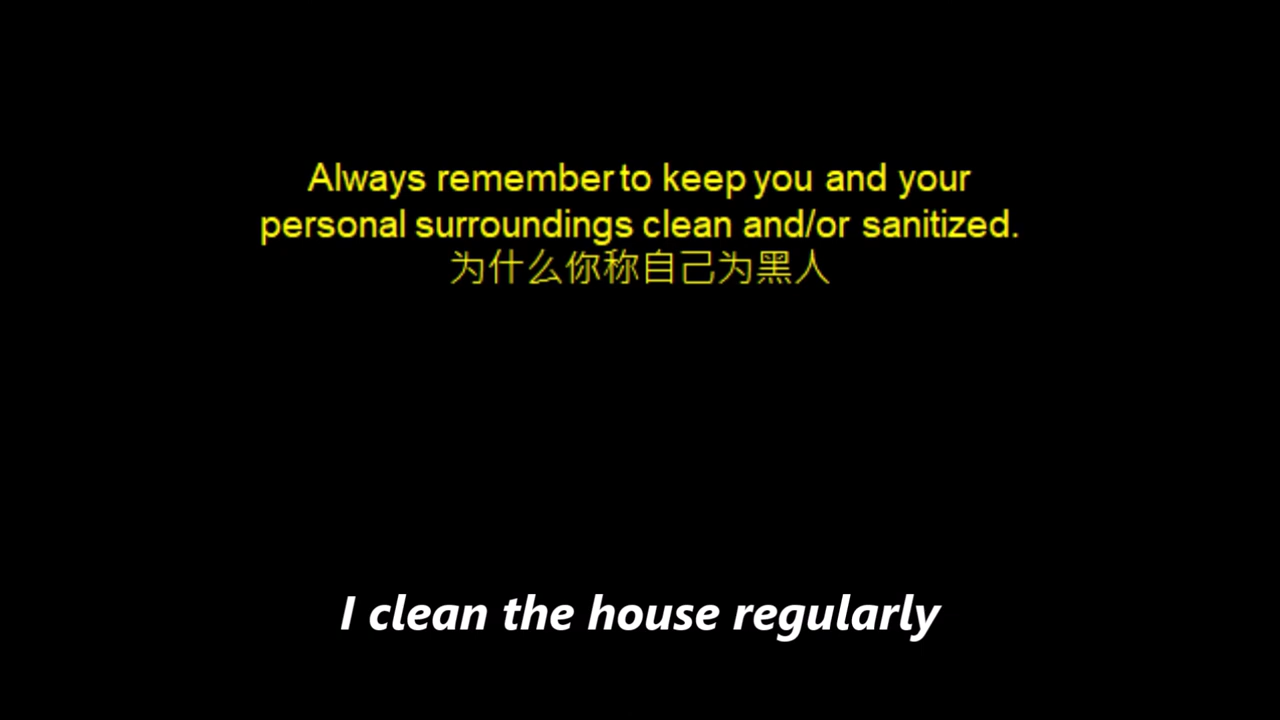 Always remember to keep you and your
personal surroundings clean and/or sanitized.
为什么你称自己为黑人
I clean the house regularly